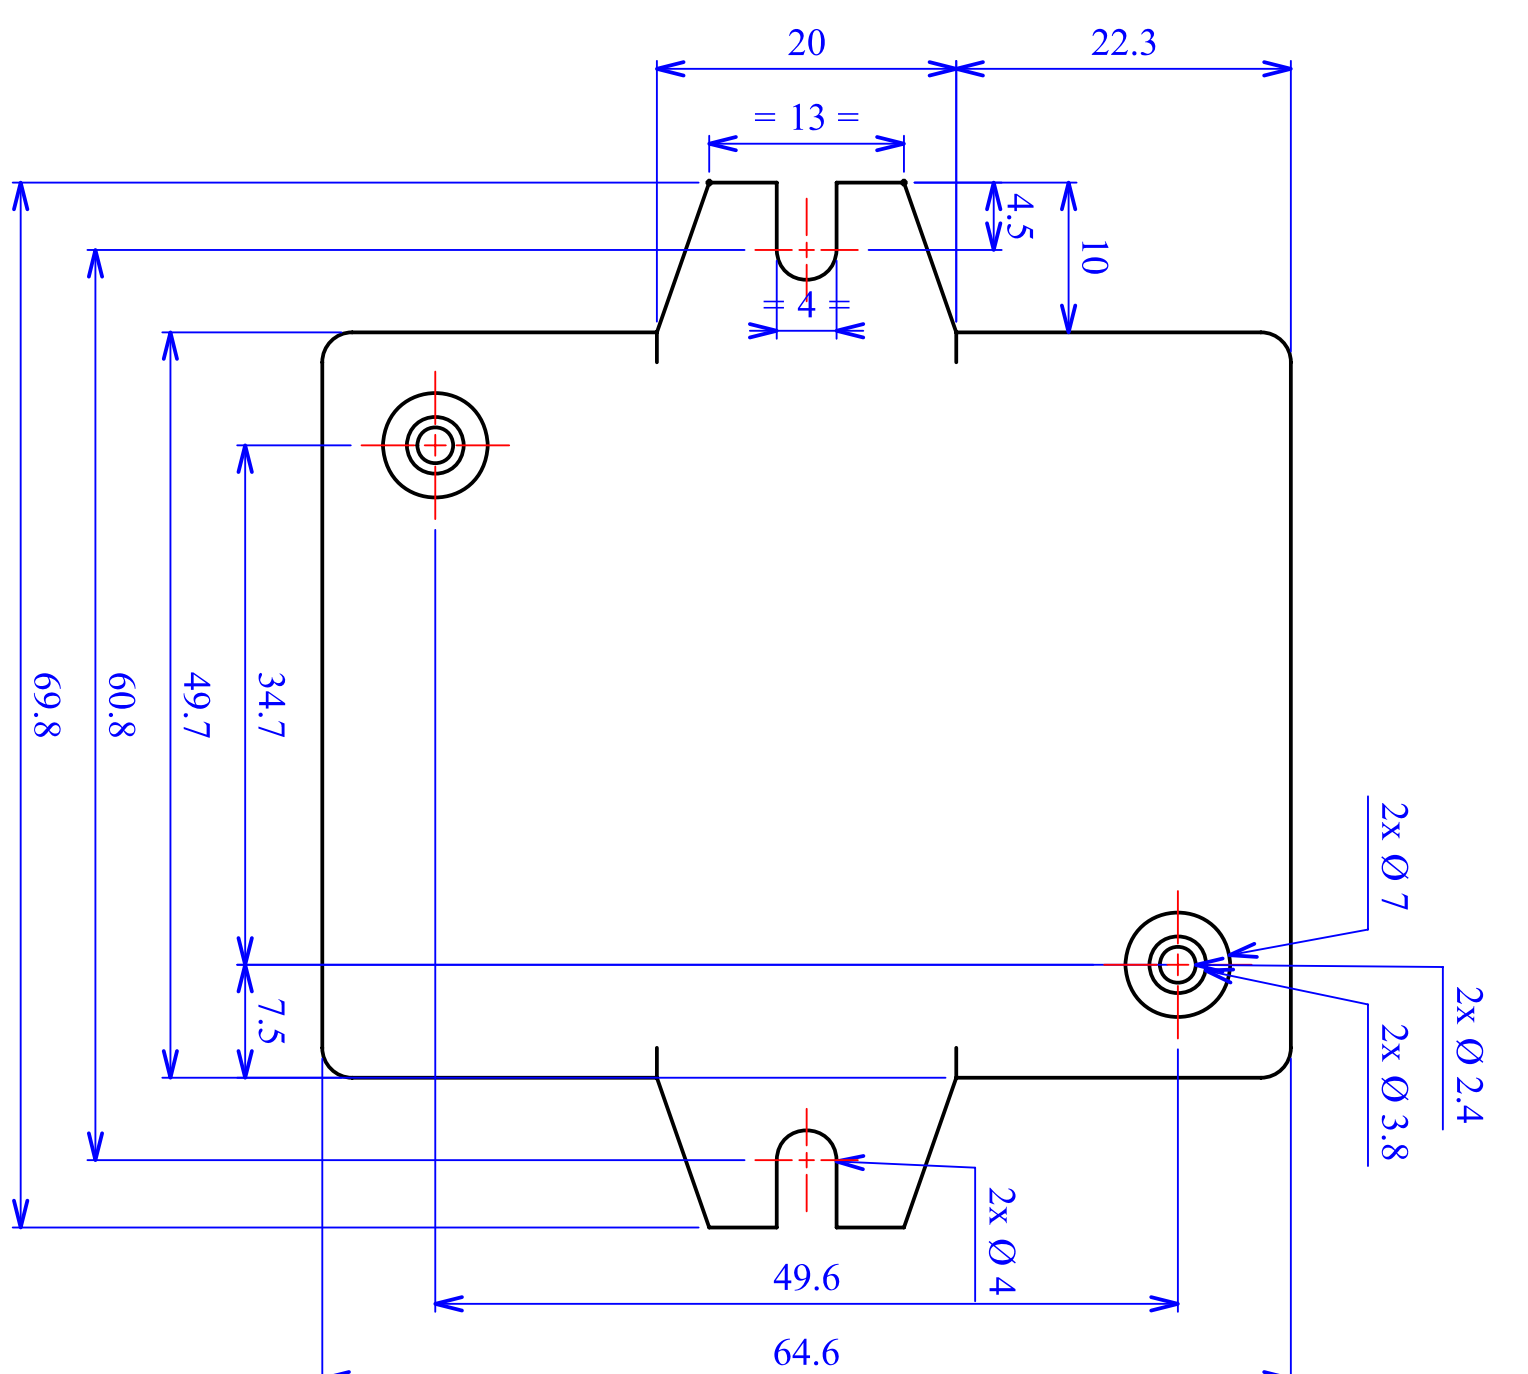 20
22.3
= 13 =
4.5
10
= 4 =
69.8
60.8
49.7
34.7
7.5
2x Ø 7
2x Ø 2.4
2x Ø 3.8
2x Ø 4
49.6
64.6